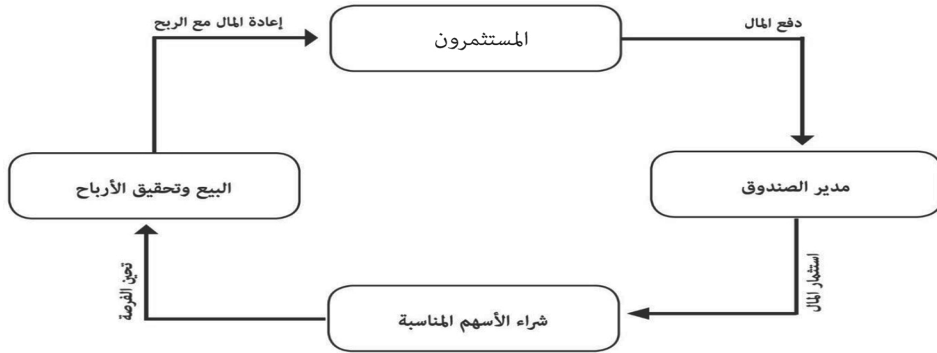 إعادة المال مع الربح
المستثمرون
دفع المال
البيع وتحقيق الأرباح
مدير الصندوق
تحين الفرصة
استثمار المال
شراء الأسهم المناسبة